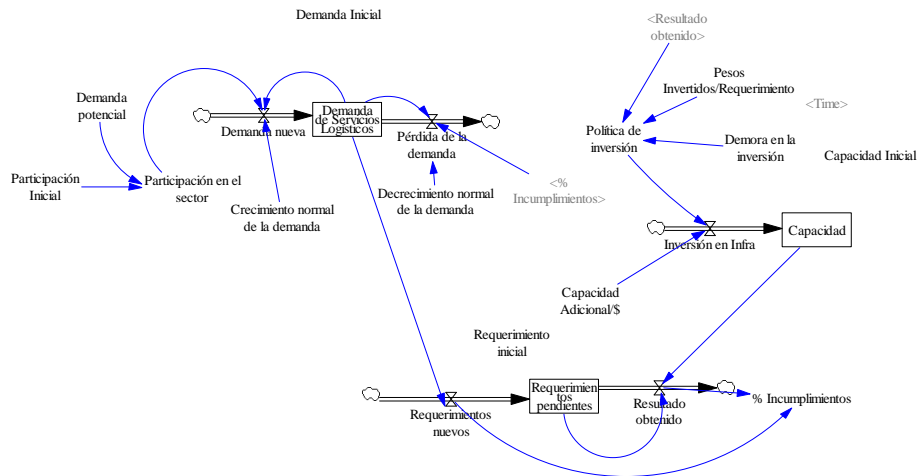 Demanda Inicial
<Resultado
obtenido>
Pesos
Invertidos/Requerimiento
<Time>
Demanda
potencial
Demanda nueva
Demanda
de Servicios
Logísticos
Pérdida de la
demanda
Política de
inversión
Demora en la
inversión
Capacidad Inicial
Participación
Inicial
Participación en el
sector
Crecimiento normal
de la demanda
Decrecimiento normal
de la demanda
<%
Incumplimientos>
Inversión en Infra
Capacidad
Capacidad
Adicional/$
Requerimiento
inicial
Requerimientos
nuevos
Requerimien
tos
pendientes
Resultado
obtenido
% Incumplimientos